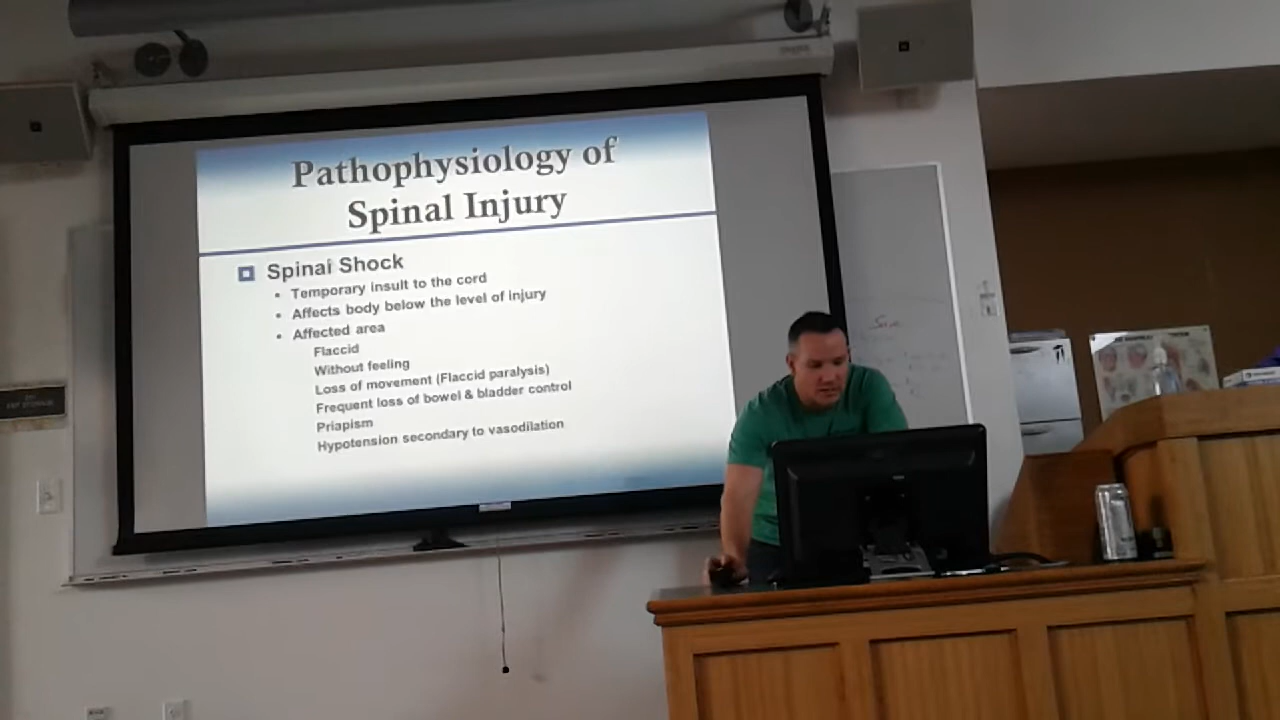 Pathophysiology of
Spinal Injury
Spinal Shock
• Temporary insult to the cord
• Affects body below the level of injury
• Affected area
Flaccid
Without feeling
Loss of movement (Flaccid paralysis)
Frequent loss of bowel & bladder control
Priapism
Hypotension secondary to vasodilation